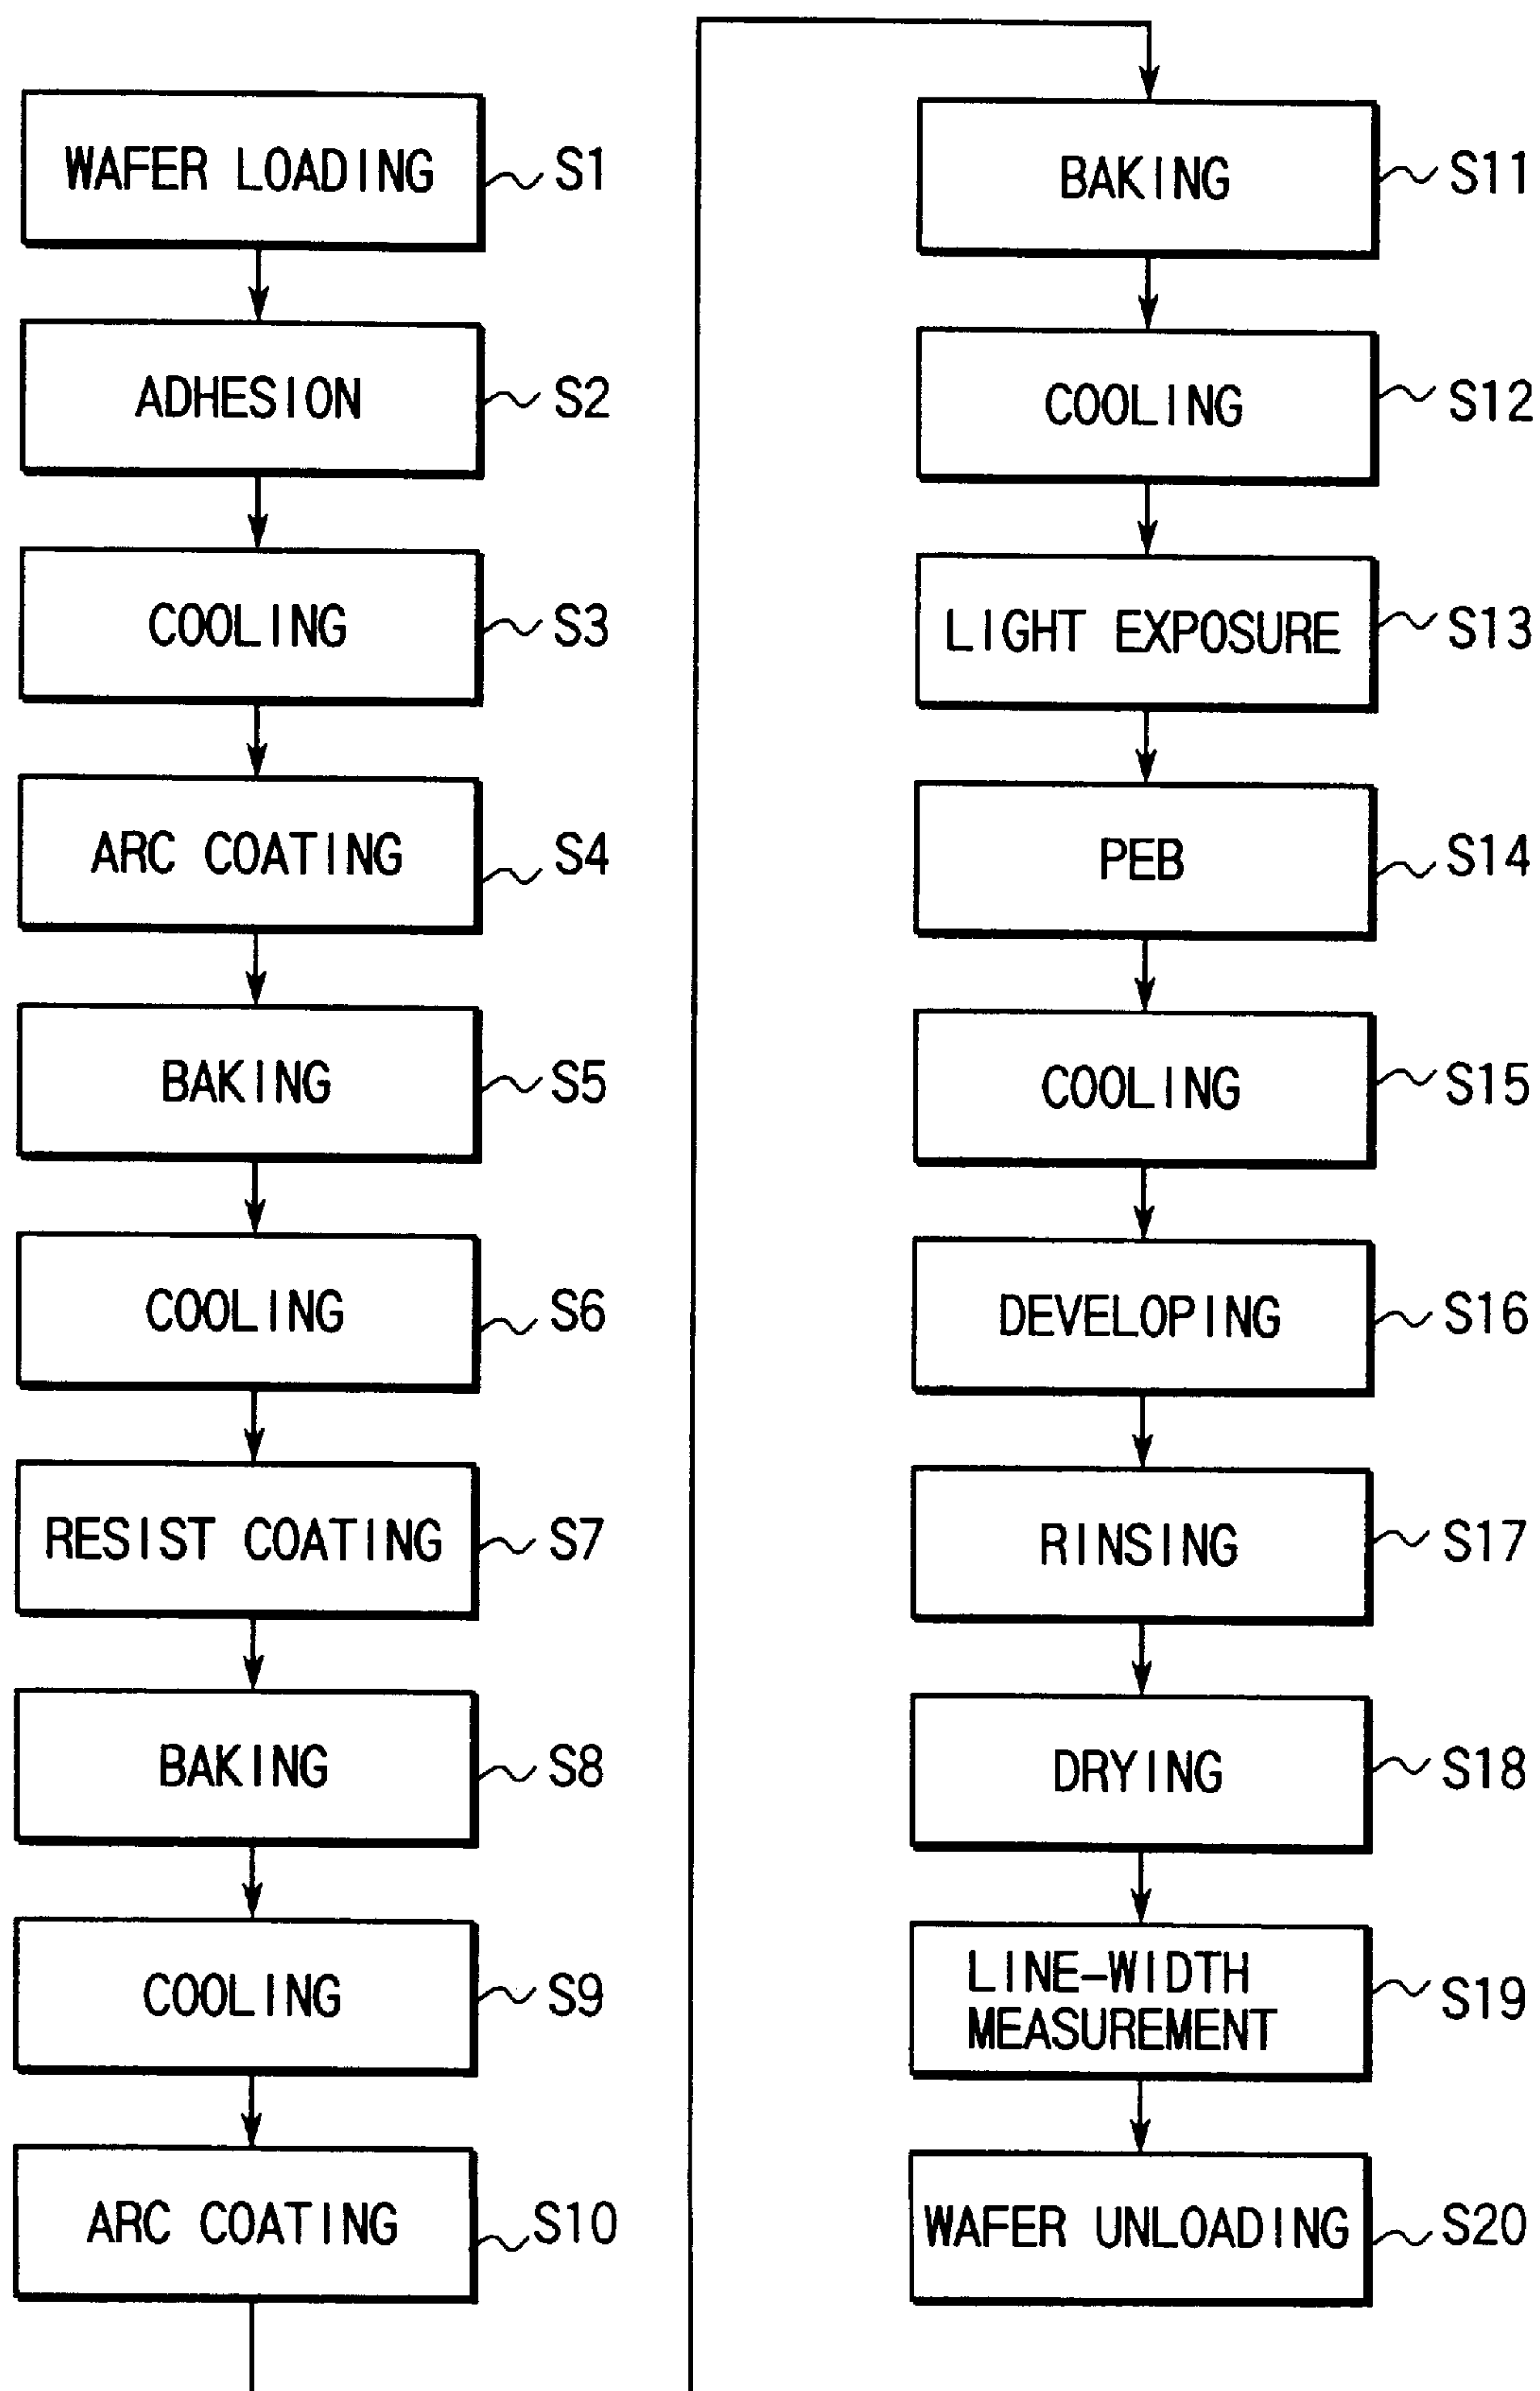 WAFER LOADING S1
ADHESION S2
COOLING S3
ARC COATING S4
BAKING S5
COOLING S6
RESIST COATING S7
BAKING S8
COOLING S9
ARC COATING S10
BAKING S11
COOLING S12
LIGHT EXPOSURE S13
PEB S14
COOLING S15
DEVELOPING S16
RINSING S17
DRYING S18
LINE-WIDTH
MEASUREMENT S19
WAFER UNLOADING S20